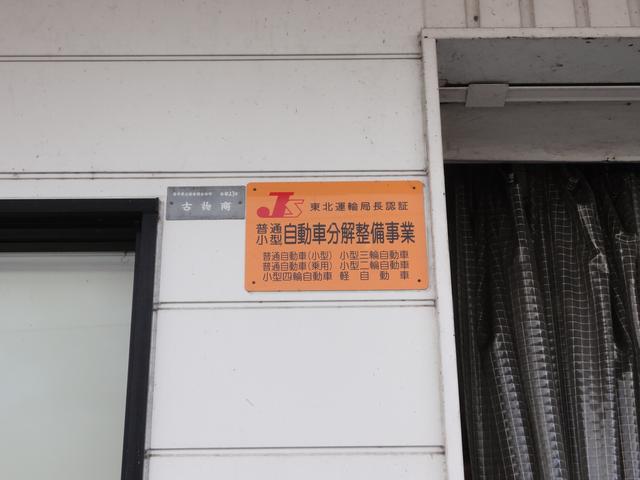 古物商
JS 東北運輸局長認証
普通
小型
自動車分解整備事業
普通自動車(小型) 小型三輪自動車
普通自動車(乗用) 小型二輪自動車
小型四輪自動車 軽自動車